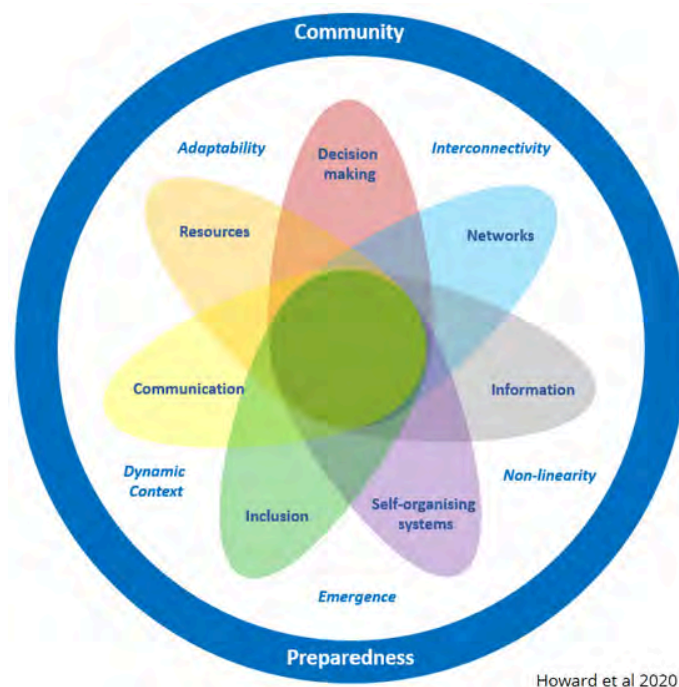 Community
Adaptability
Decision
making
Interconnectivity
Resources
Networks
Communication
Information
Dynamic
Context
Non-linearity
Inclusion
Self-organising
systems
Emergence
Preparedness
Howard et al 2020